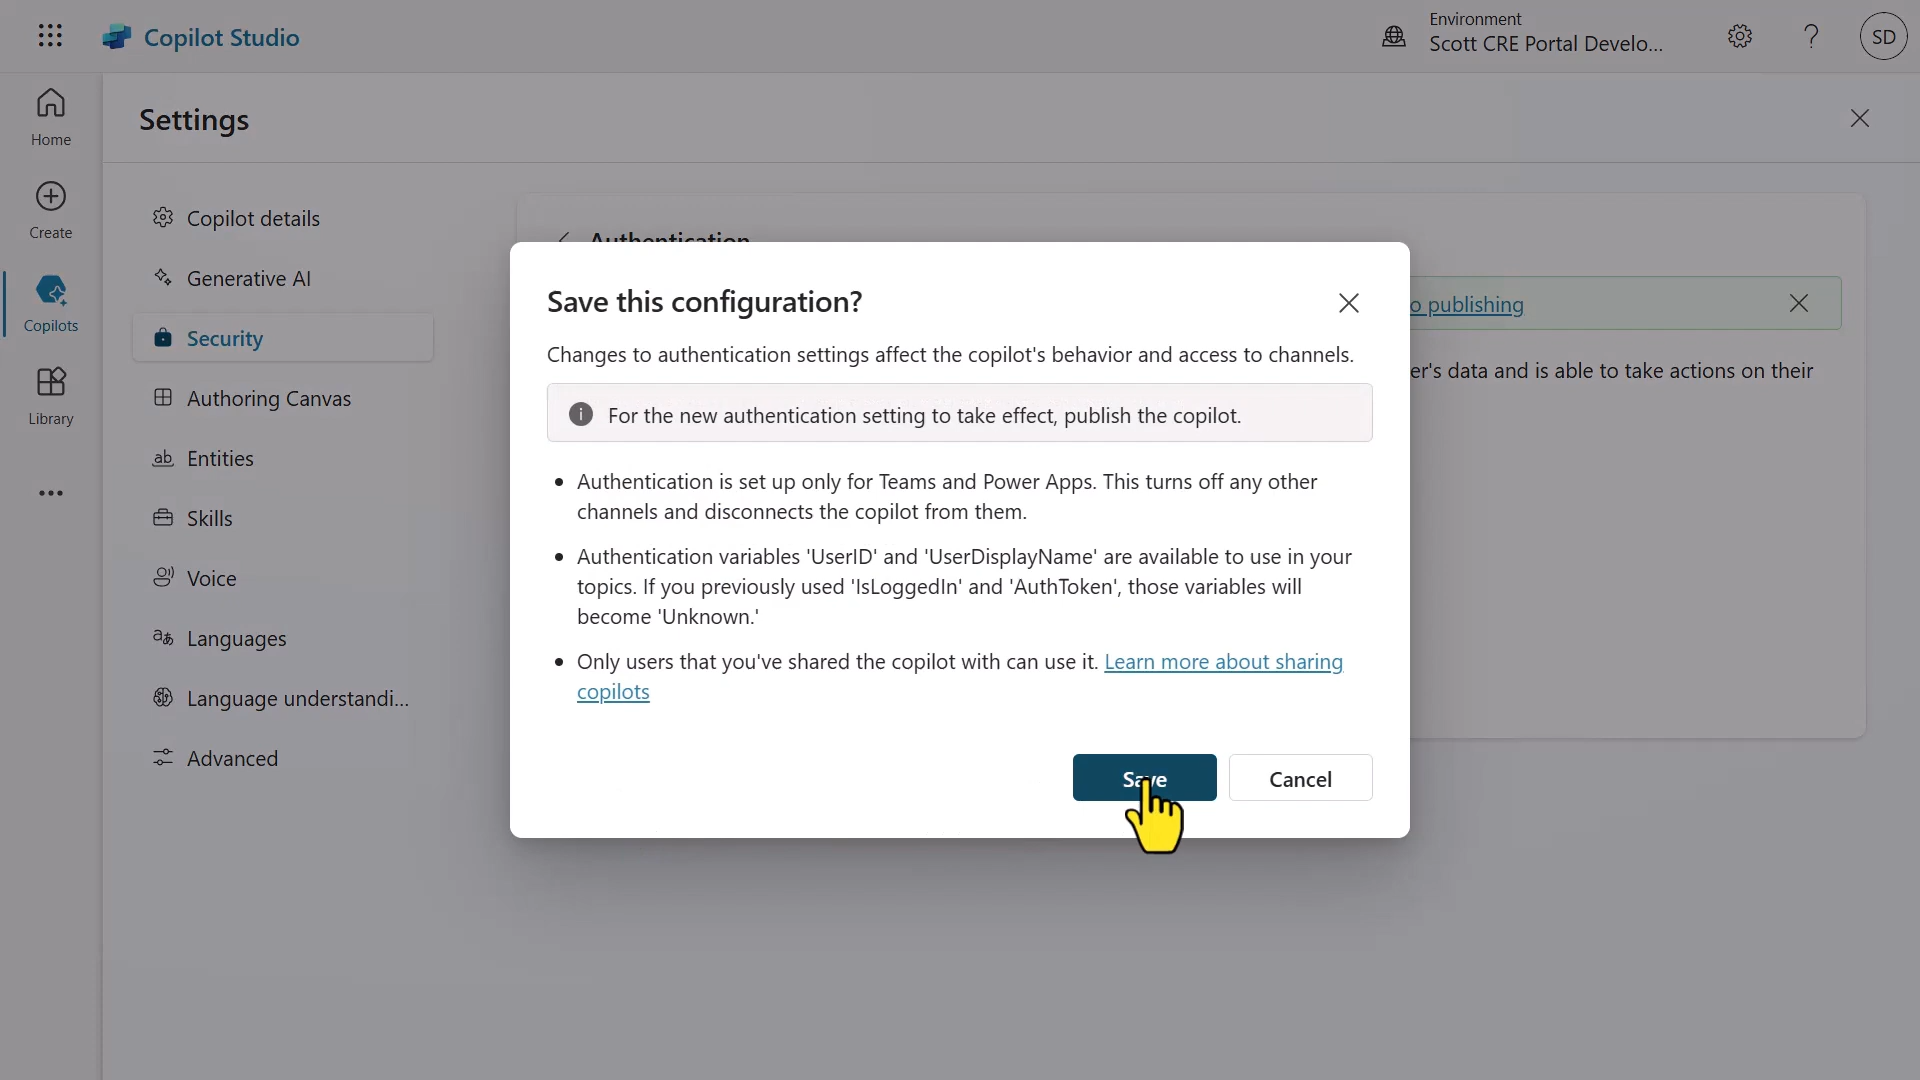 Copilot Studio
Environment
Scott CRE Portal Develo...
SD
Home
Create
Copilots
Library
Settings
Copilot details
Generative AI
Security
Authoring Canvas
Entities
Skills
Voice
Languages
Language understandi...
Advanced
Authentication
o publishing
er's data and is able to take actions on their
Save this configuration?
Changes to authentication settings affect the copilot's behavior and access to channels.
For the new authentication setting to take effect, publish the copilot.
• Authentication is set up only for Teams and Power Apps. This turns off any other
channels and disconnects the copilot from them.
• Authentication variables 'UserID' and 'UserDisplayName' are available to use in your
topics. If you previously used 'IsLoggedIn' and 'AuthToken', those variables will
become 'Unknown.'
• Only users that you've shared the copilot with can use it. Learn more about sharing
copilots
Save
Cancel